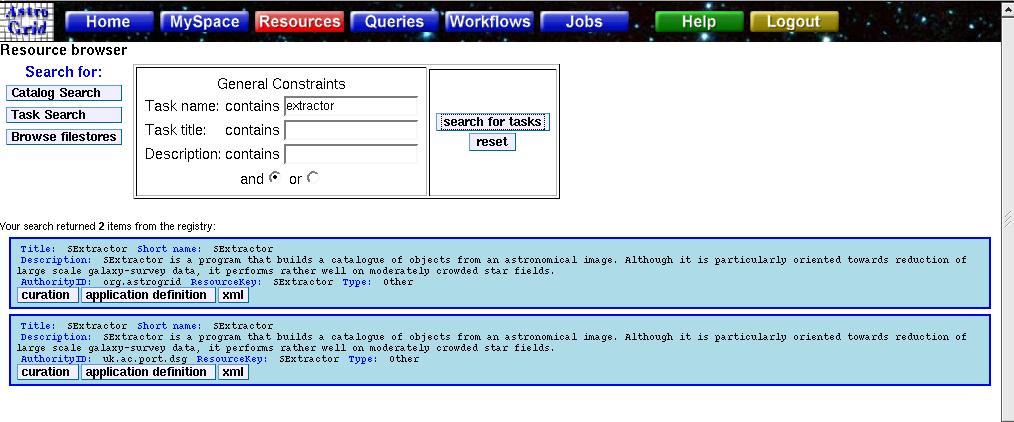 Astro
Grid
Home MySpace Resources Queries Workflows Jobs Help Logout
Resource browser
Search for:
Catalog Search
Task Search
Browse filestores
General Constraints
Task name: contains extractor
Task title: contains
Description: contains
and or
search for tasks
reset
Your search returned 2 items from the registry:
Title: SExtractor Short name: SExtractor
Description: SExtractor is a program that builds a catalogue of objects from an astronomical image. Although it is particularly oriented towards reduction of
large scale galaxy-survey data, it performs rather well on moderately crowded star fields.
AuthorityID: org.astrogrid ResourceKey: SExtractor Type: Other
curation application definition xml
Title: SExtractor Short name: SExtractor
Description: SExtractor is a program that builds a catalogue of objects from an astronomical image. Although it is particularly oriented towards reduction of
large scale galaxy-survey data, it performs rather well on moderately crowded star fields.
AuthorityID: uk.ac.port.dsg ResourceKey: SExtractor Type: Other
curation application definition xml